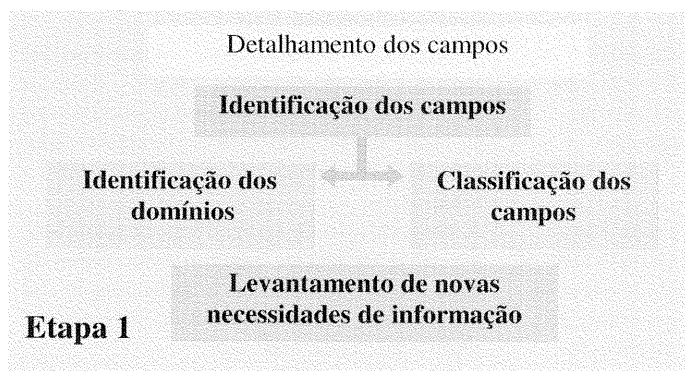 Detalhamento dos campos
Identificação dos campos
Identificação dos
domínios
Classificação dos
campos
Levantamento de novas
necessidades de informação
Etapa 1